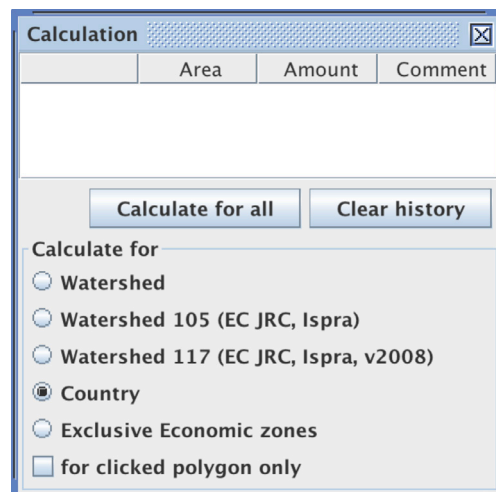 Calculation
Area Amount Comment
Calculate for all Clear history
Calculate for
Watershed
Watershed 105 (EC JRC, Ispra)
Watershed 117 (EC JRC, Ispra, v2008)
Country
Exclusive Economic zones
for clicked polygon only